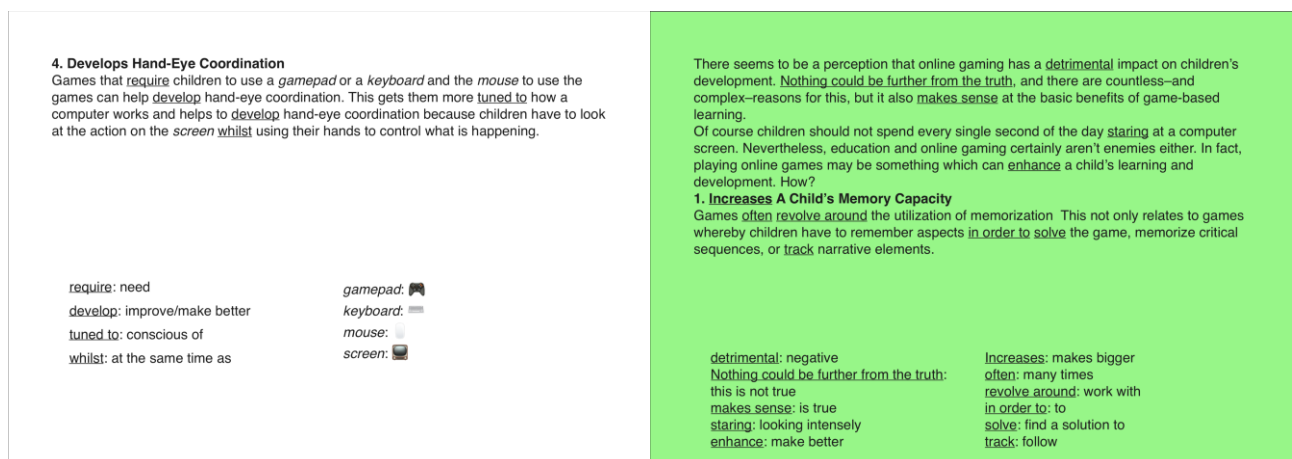 4. Develops Hand-Eye Coordination
Games that require children to use a gamepad or a keyboard and the mouse to use the
games can help develop hand-eye coordination. This gets them more tuned to how a
computer works and helps to develop hand-eye coordination because children have to look
at the action on the screen whilst using their hands to control what is happening.
require: need
develop: improve/make better
tuned to: conscious of
whilst: at the same time as
gamepad:
keyboard:
mouse:
screen:
There seems to be a perception that online gaming has a detrimental impact on children's
development. Nothing could be further from the truth, and there are countless–and
complex–reasons for this, but it also makes sense at the basic benefits of game-based
learning.
Of course children should not spend every single second of the day staring at a computer
screen. Nevertheless, education and online gaming certainly aren't enemies either. In fact,
playing online games may be something which can enhance a child's learning and
development. How?
1. Increases A Child's Memory Capacity
Games often revolve around the utilization of memorization  This not only relates to games
whereby children have to remember aspects in order to solve the game, memorize critical
sequences, or track narrative elements.
detrimental: negative
Nothing could be further from the truth:
this is not true
makes sense: is true
staring: looking intensely
enhance: make better
Increases: makes bigger
often: many times
revolve around: work with
in order to: to
solve: find a solution to
track: follow